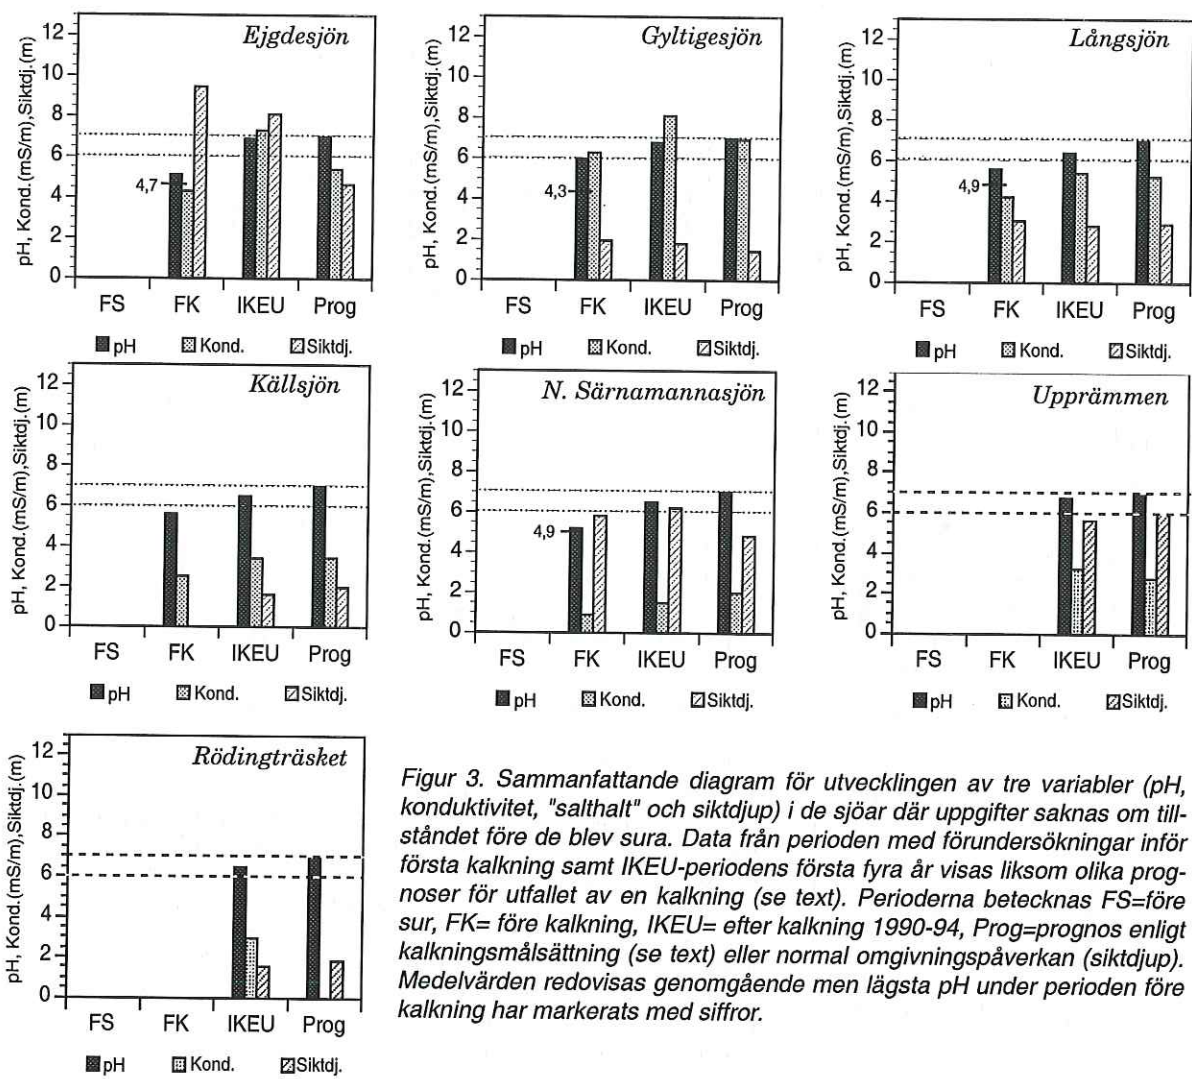 Ejgdesjön
pH, Kond.(mS/m),Siktdj.(m)
12
10
8
6
4
2
0
4,7
FS FK IKEU Prog
pH Kond. Siktdj.
Gyltigesjön
pH, Kond.(mS/m),Siktdj.(m)
12
10
8
6
4
2
0
4,3
FS FK IKEU Prog
pH Kond. Siktdj.
Långsjön
pH, Kond.(mS/m),Siktdj.(m)
12
10
8
6
4
2
0
4,9
FS FK IKEU Prog
pH Kond. Siktdj.
Källsjön
pH, Kond.(mS/m),Siktdj.(m)
12
10
8
6
4
2
0
FS FK IKEU Prog
pH Kond. Siktdj.
N. Särnamannasjön
pH, Kond.(mS/m),Siktdj.(m)
12
10
8
6
4
2
0
4,9
FS FK IKEU Prog
pH Kond. Siktdj.
Upprämmen
pH, Kond.(mS/m),Siktdj.(m)
12
10
8
6
4
2
0
FS FK IKEU Prog
pH Kond. Siktdj.
Rödingträsket
pH, Kond.(mS/m),Siktdj.(m)
12
10
8
6
4
2
0
FS FK IKEU Prog
pH Kond. Siktdj.
Figur 3. Sammanfattande diagram för utvecklingen av tre variabler (pH,
konduktivitet, "salthalt" och siktdjup) i de sjöar där uppgifter saknas om till-
ståndet före de blev sura. Data från perioden med förundersökningar inför
första kalkning samt IKEU-periodens första fyra år visas liksom olika prog-
noser för utfallet av en kalkning (se text). Perioderna betecknas FS=före
sur, FK= före kalkning, IKEU= efter kalkning 1990-94, Prog=prognos enligt
kalkningsmålsättning (se text) eller normal omgivningspåverkan (siktdjup).
Medelvärden redovisas genomgående men lägsta pH under perioden före
kalkning har markerats med siffror.